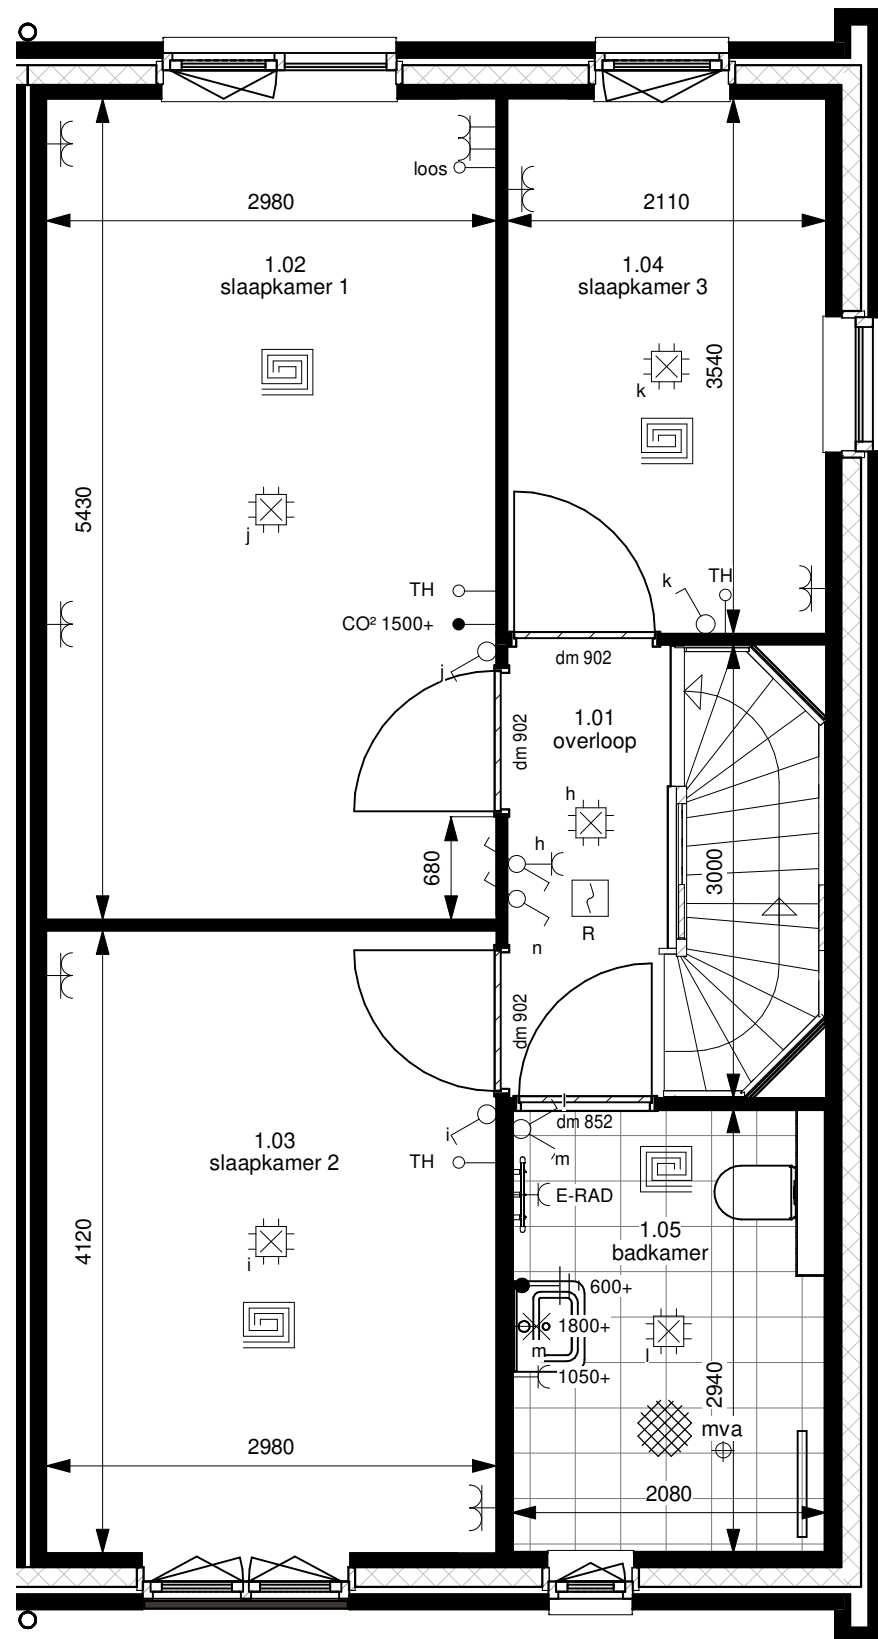 loos
2980
2110
1.02
slaapkamer 1
1.04
slaapkamer 3
3540
k
5430
j
TH
CO² 1500+
j
k
TH
dm 902
dm 902
1.01
overloop
h
h
680
3000
R
n
dm 902
dm 852
i
m
TH
1.03
slaapkamer 2
E-RAD
1.05
badkamer
4120
i
600+
1800+
m
l
1050+
2940
mva
2980
2080